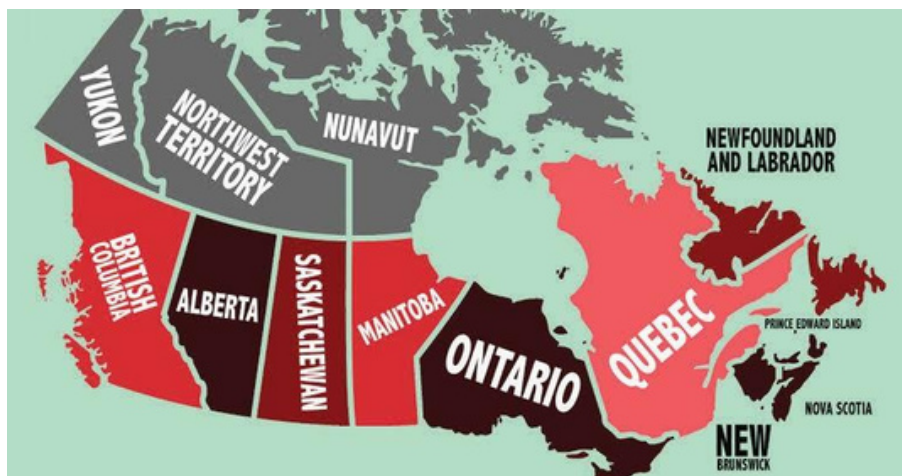 YUKON
NORTHWEST
TERRITORY
NUNAVUT
NEWFOUNDLAND
AND LABRADOR
BRITISH
COLUMBIA
ALBERTA
SASKATCHEWAN
MANITOBA
ONTARIO
QUEBEC
PRINCE EDWARD ISLAND
NOVA SCOTIA
NEW
BRUNSWICK